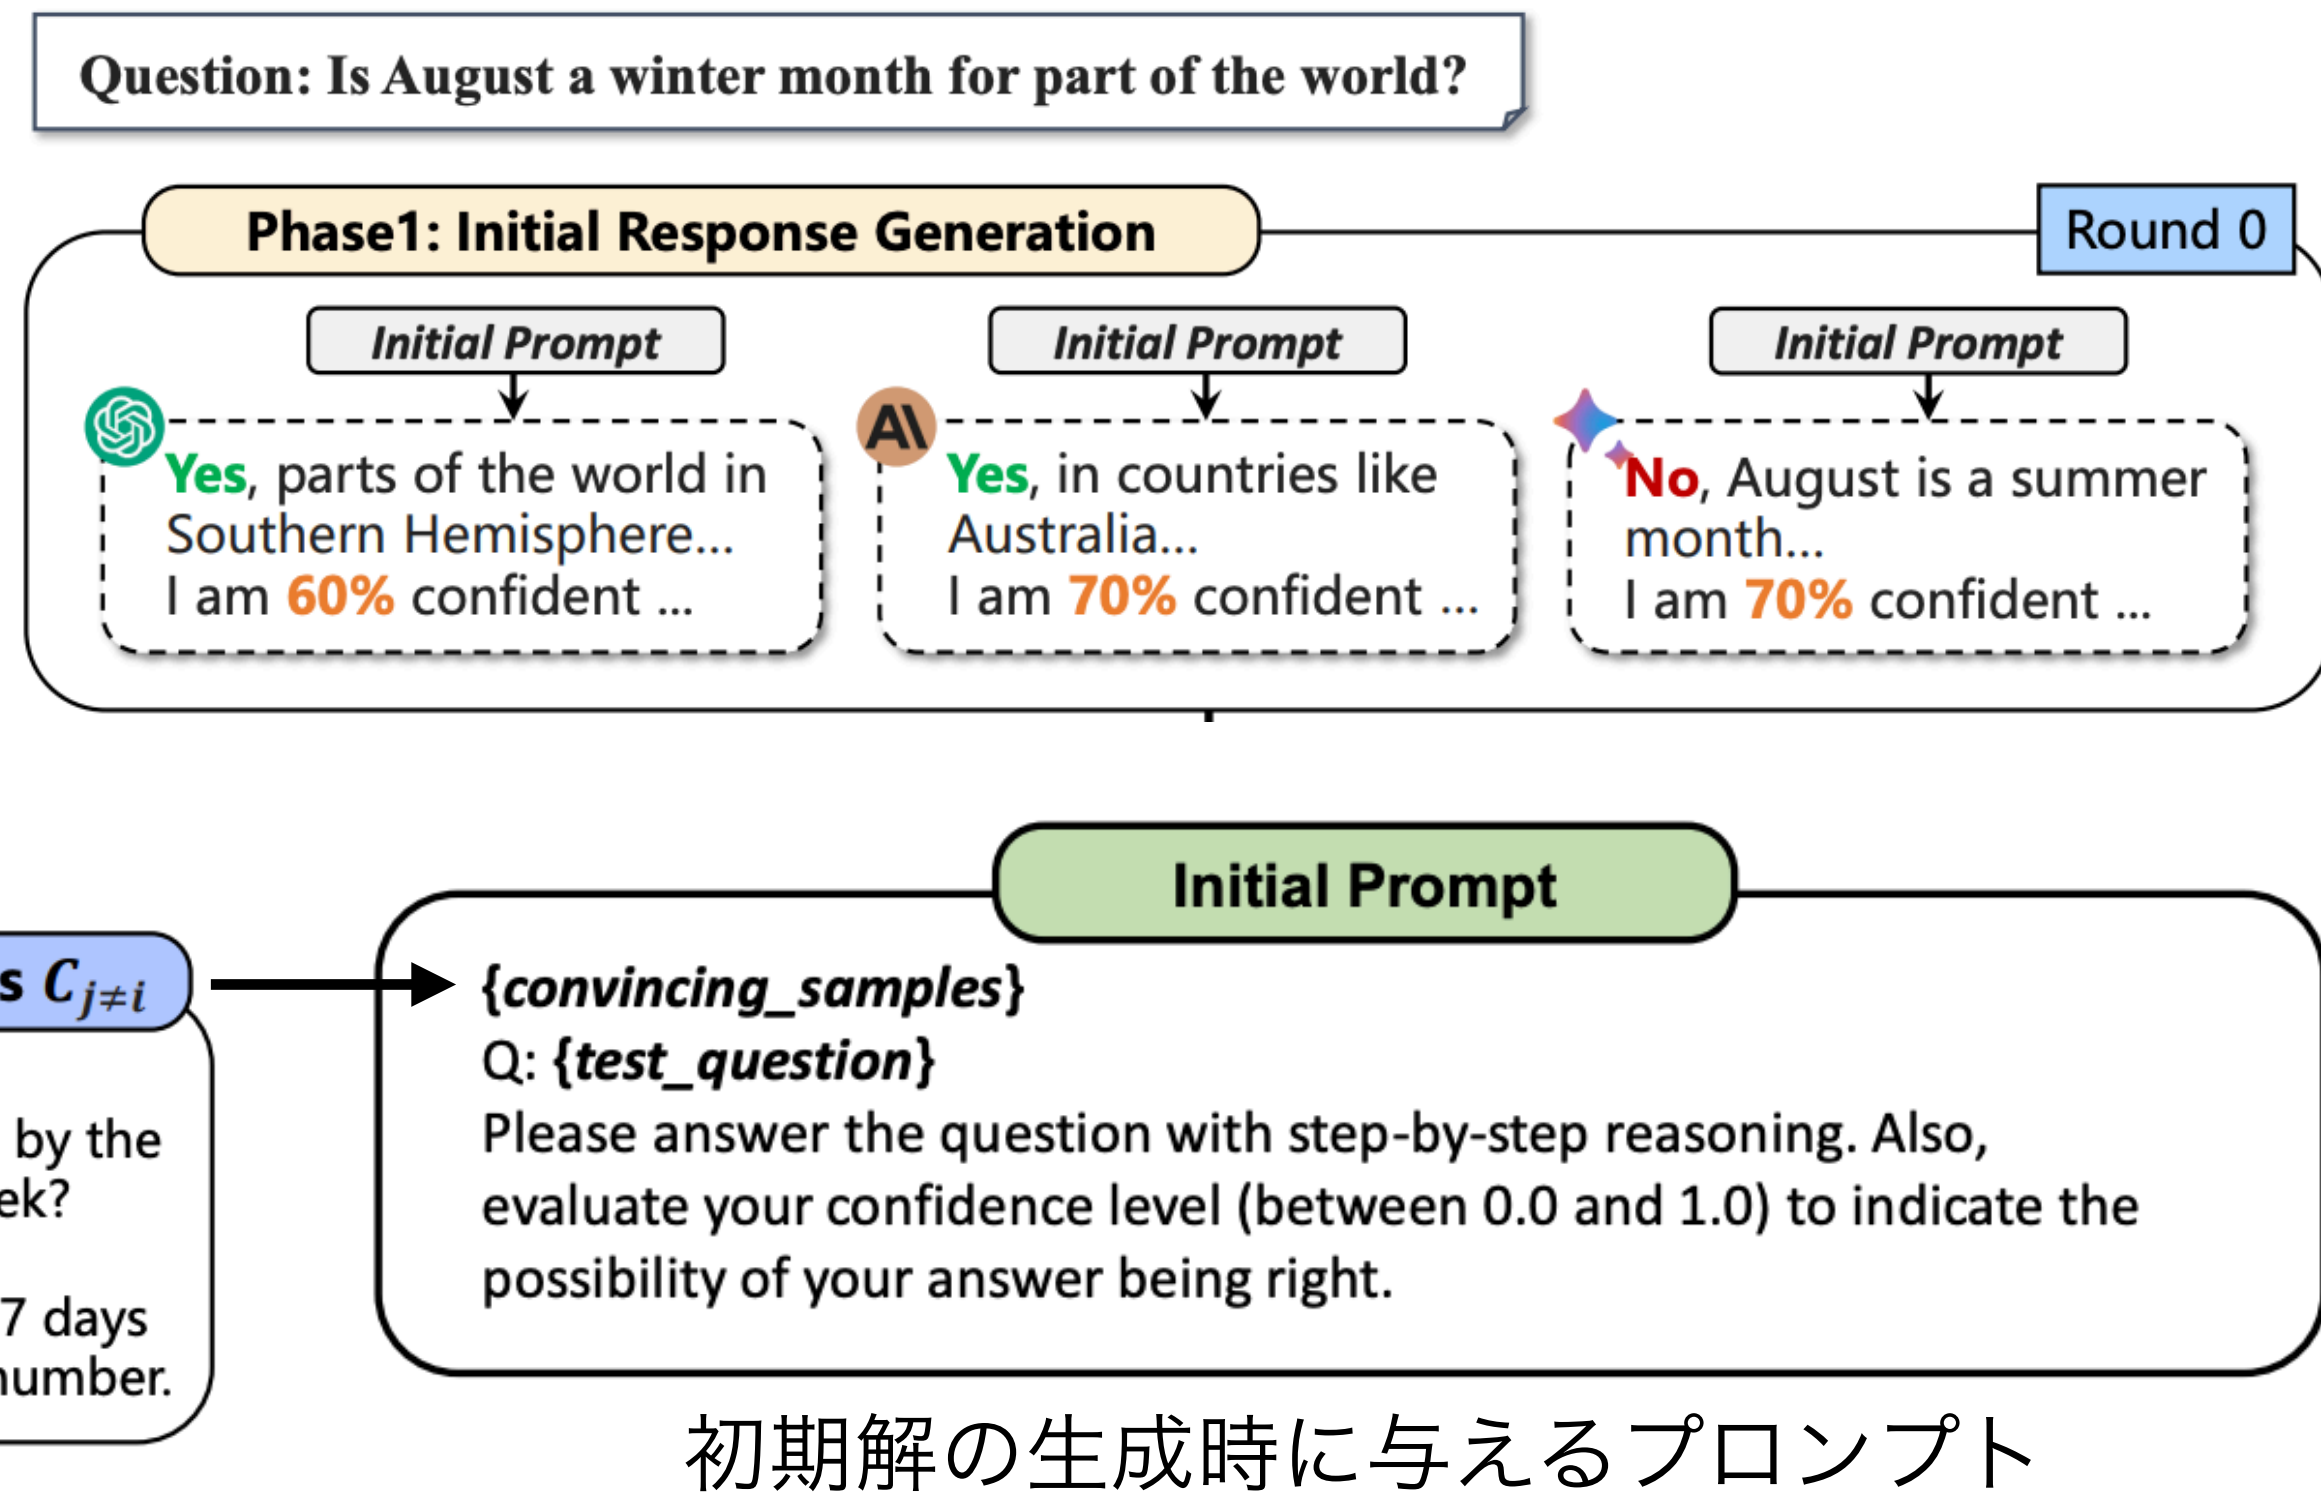 Question: Is August a winter month for part of the world?
Phase1: Initial Response Generation
Round 0
Initial Prompt
Initial Prompt
Initial Prompt
Yes, parts of the world in
Southern Hemisphere...
I am 60% confident ...
Yes, in countries like
Australia...
I am 70% confident ...
No, August is a summer
month...
I am 70% confident ...
s C_{j≠i}
by the
ek?
7 days
number.
Initial Prompt
{convincing_samples}
Q: {test_question}
Please answer the question with step-by-step reasoning. Also,
evaluate your confidence level (between 0.0 and 1.0) to indicate the
possibility of your answer being right.
初期解の生成時に与えるプロンプト